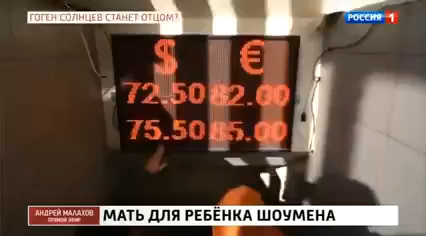 ГОГЕН СОЛНЦЕВ СТАНЕТ ОТЦОМ?
РОССИЯ 1
$ €
72.50 82.00
75.50 85.00
АНДРЕЙ МАЛАХОВ
ПРЯМОЙ ЭФИР
МАТЬ ДЛЯ РЕБЁНКА ШОУМЕНА